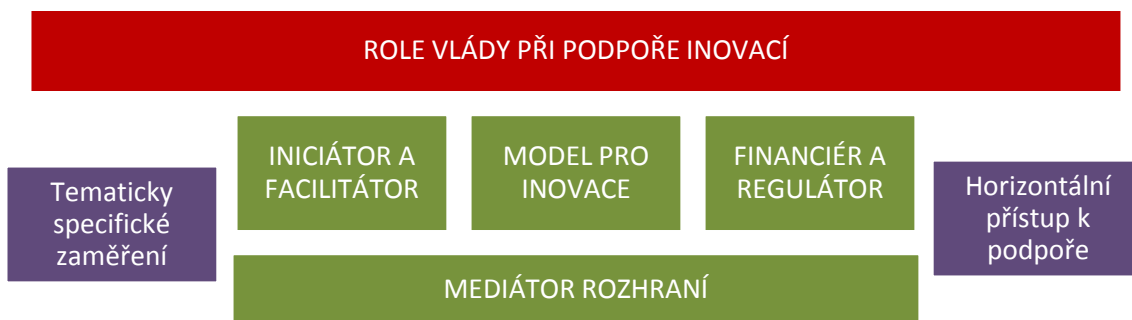 ROLE VLÁDY PŘI PODPOŘE INOVACÍ
INICIÁTOR A
FACILITÁTOR
MODEL PRO
INOVACE
FINANCIÉR A
REGULÁTOR
Tematicky
specifické
zaměření
Horizontální
přístup k
podpoře
MEDIÁTOR ROZHRANÍ